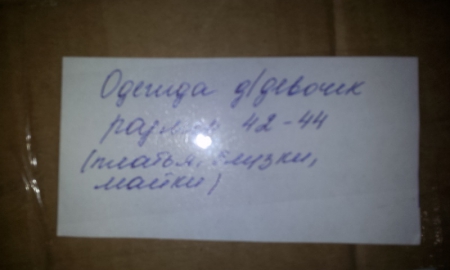 Одежда д/девочек
размер 42-44
(платья, блузки,
майки)